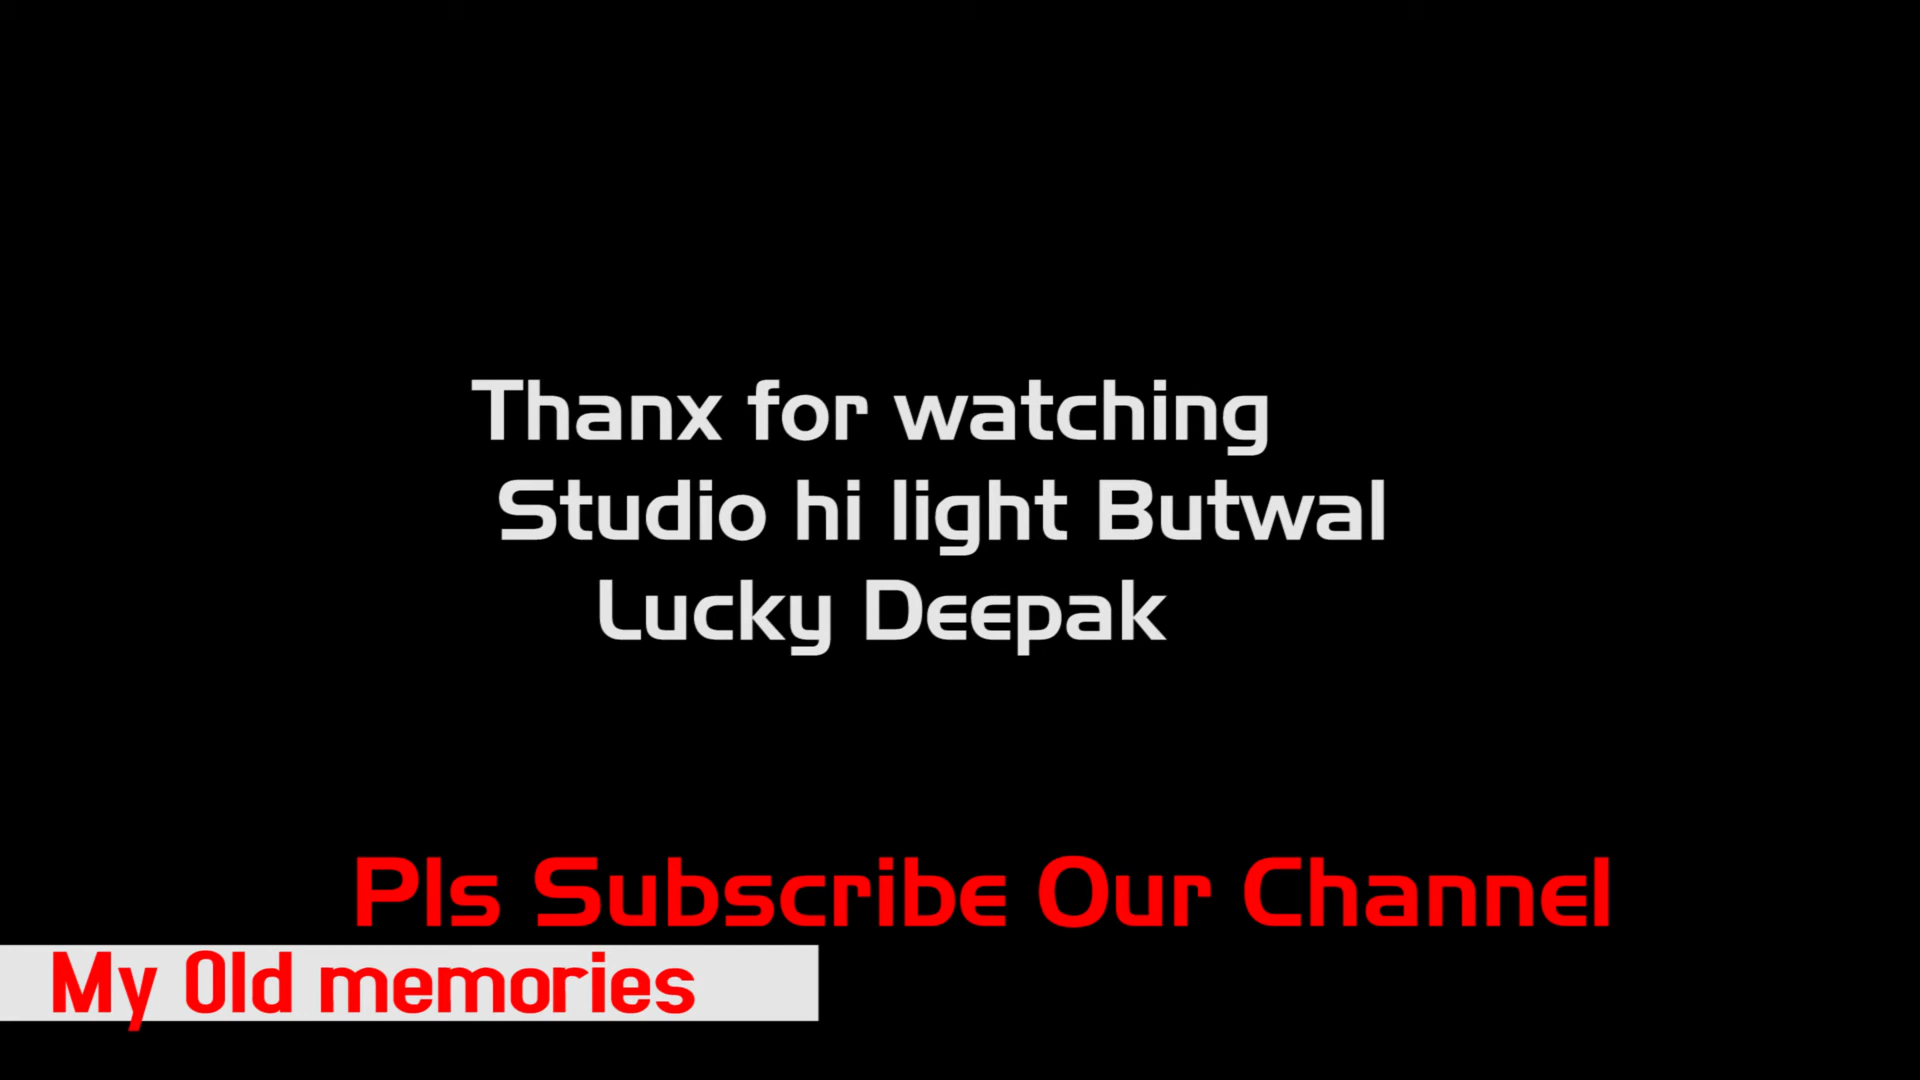 Thanx for watching
Studio hi light Butwal
Lucky Deepak
Pls Subscribe Our Channel
My Old memories